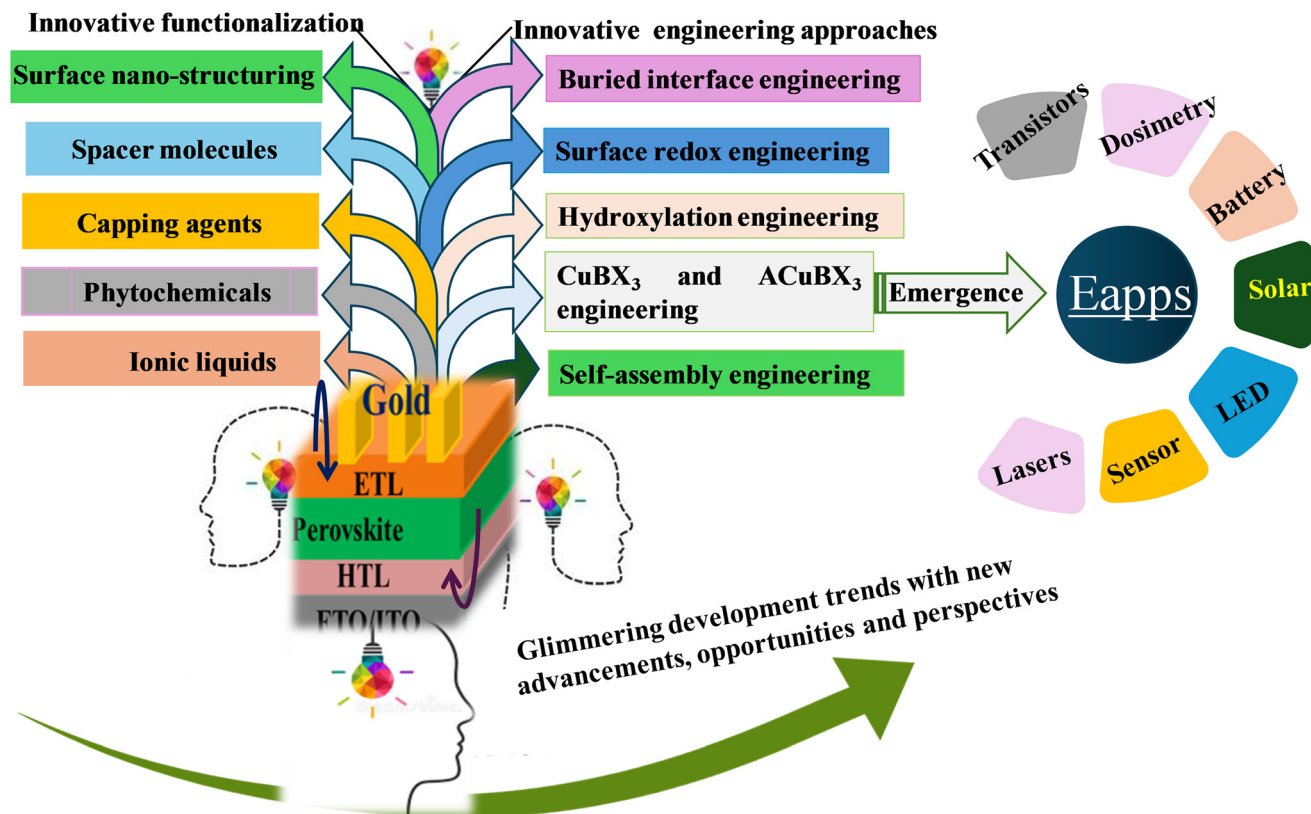 Innovative functionalization
Innovative engineering approaches
Surface nano-structuring
Spacer molecules
Capping agents
Phytochemicals
Ionic liquids
Buried interface engineering
Surface redox engineering
Hydroxylation engineering
CuBX₃ and ACuBX₃
engineering
Self-assembly engineering
Emergence
Eapps
Transistors
Dosimetry
Battery
Solar
LED
Sensor
Lasers
Gold
ETL
Perovskite
HTL
FTO/ITO
Glimmering development trends with new
advancements, opportunities and perspectives